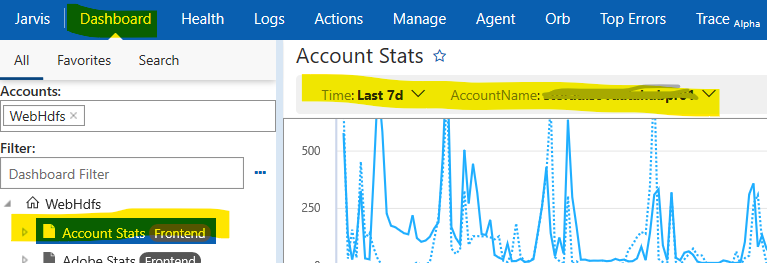 Jarvis Dashboard Health Logs Actions Manage Agent Orb Top Errors Trace Alpha
All Favorites Search
Accounts:
WebHdfs ×
Filter:
Dashboard Filter ...
WebHdfs
Account Stats Frontend
Adobe Stats Frontend
Account Stats
Time: Last 7d AccountName:
500
250
0